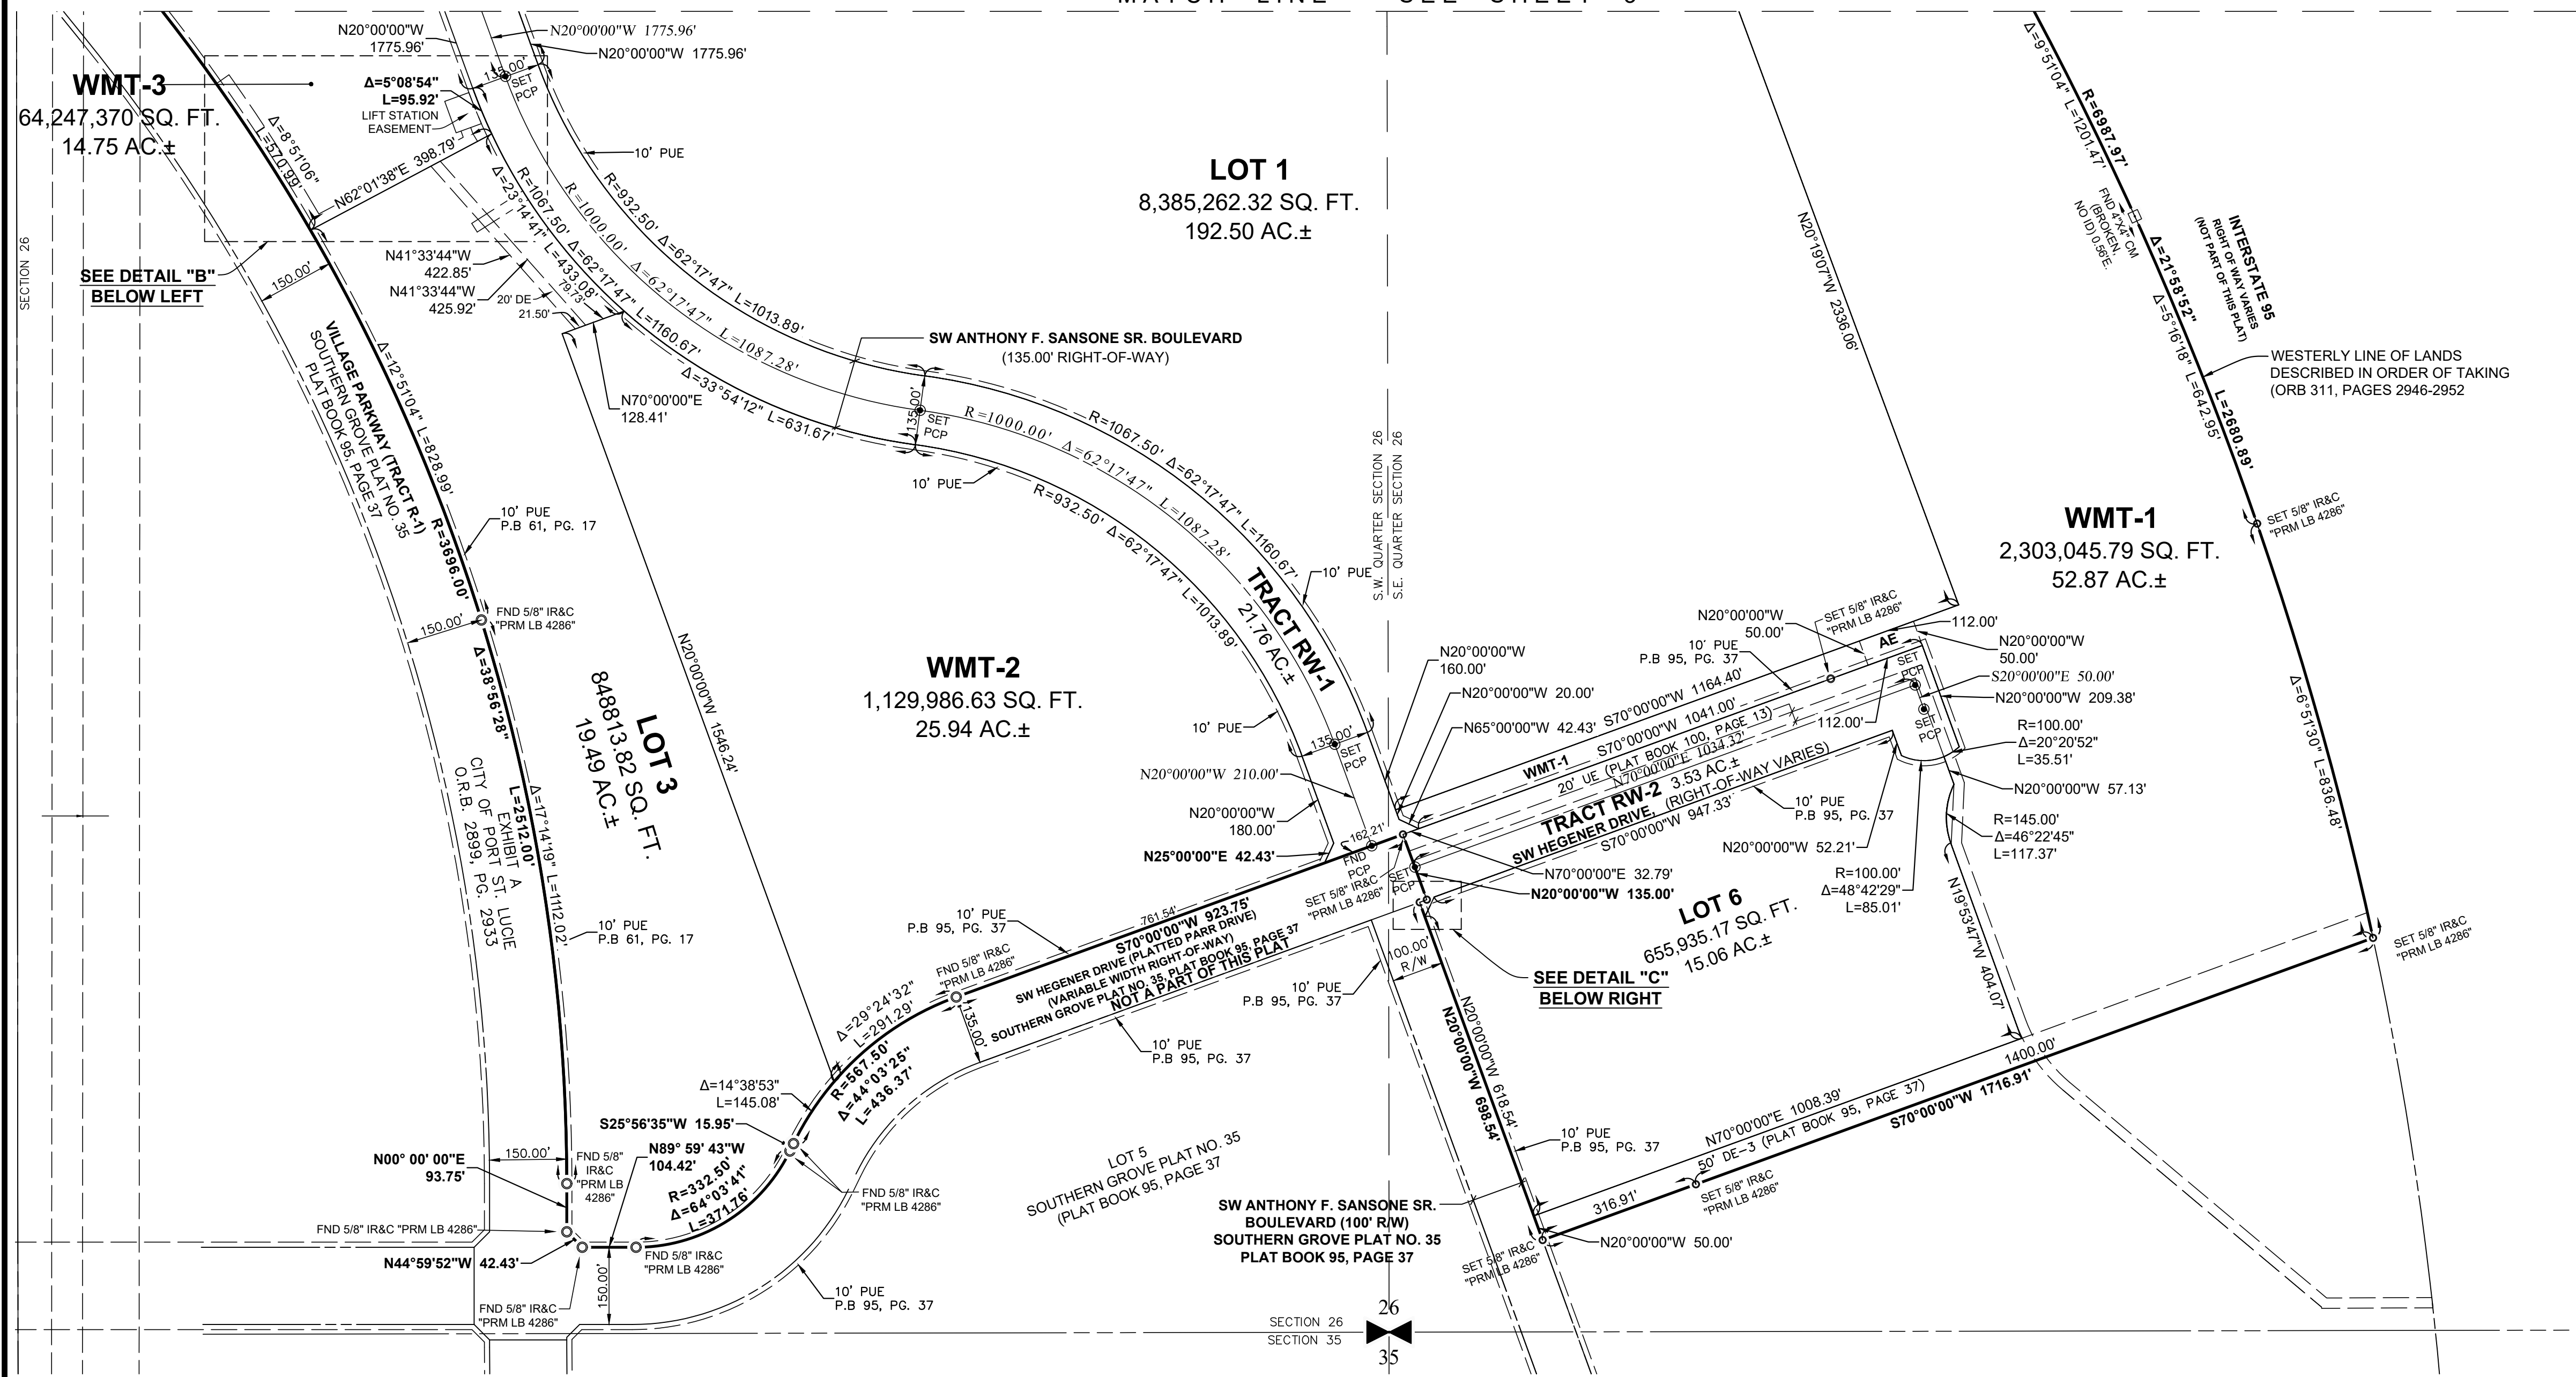 N20°00'00"W
1775.96'
N20°00'00"W 1775.96'
N20°00'00"W 1775.96'
135.00'
SET
PCP
WMT-3
64,247,370 SQ. FT.
14.75 AC.±
Δ=5°08'54"
L=95.92'
LIFT STATION
EASEMENT
Δ=8°51'06"
L=570.99'
N62°01'38"E 398.79'
10' PUE
R=932.50' Δ=62°17'47" L=1013.89'
R=1000.00' Δ=62°17'47" L=1087.28'
R=1067.50' Δ=62°17'47" L=1160.67'
Δ=23°14'41" L=433.08'
79.73'
SECTION 26
SEE DETAIL "B"
BELOW LEFT
150.00'
N41°33'44"W
422.85'
N41°33'44"W
425.92'
20' DE
21.50'
N70°00'00"E
128.41'
Δ=33°54'12" L=631.67'
LOT 1
8,385,262.32 SQ. FT.
192.50 AC.±
SW ANTHONY F. SANSONE SR. BOULEVARD
(135.00' RIGHT-OF-WAY)
135.00'
SET
PCP
10' PUE
R=1067.50' Δ=62°17'47" L=1160.67'
R=1000.00' Δ=62°17'47" L=1087.28'
R=932.50' Δ=62°17'47" L=1013.89'
10' PUE
TRACT RW-1
21.76 AC.±
S.W. QUARTER SECTION 26
S.E. QUARTER SECTION 26
N20°19'07"W 2336.06'
Δ=9°51'04" L=1201.47'
R=6987.97'
FND 4"X4" CM
(BROKEN,
NO ID) 0.56'E.
INTERSTATE 95
RIGHT OF WAY VARIES
(NOT PART OF THIS PLAT)
Δ=21°58'52"
Δ=5°16'18" L=642.95'
L=2680.89'
WESTERLY LINE OF LANDS
DESCRIBED IN ORDER OF TAKING
(ORB 311, PAGES 2946-2952
SET 5/8" IR&C
"PRM LB 4286"
WMT-1
2,303,045.79 SQ. FT.
52.87 AC.±
VILLAGE PARKWAY (TRACT R-1)
SOUTHERN GROVE PLAT NO. 35
PLAT BOOK 95, PAGE 37
Δ=12°51'04" L=828.99'
R=3696.00'
10' PUE
P.B 61, PG. 17
150.00'
FND 5/8" IR&C
"PRM LB 4286"
Δ=38°56'28"
L=2512.00'
Δ=17°14'19" L=1112.02'
CITY OF PORT ST. LUCIE
EXHIBIT A
O.R.B. 2899, PG. 2933
LOT 3
848813.82 SQ. FT.
19.49 AC.±
N20°00'00"W 1546.24'
10' PUE
P.B 61, PG. 17
WMT-2
1,129,986.63 SQ. FT.
25.94 AC.±
10' PUE
135.00'
SET
PCP
N20°00'00"W 210.00'
N20°00'00"W
180.00'
N25°00'00"E 42.43'
N20°00'00"W
160.00'
N20°00'00"W 20.00'
N65°00'00"W 42.43'
S70°00'00"W 1164.40'
WMT-1
S70°00'00"W 1041.00'
10' PUE
P.B 95, PG. 37
N20°00'00"W
50.00'
SET 5/8" IR&C
"PRM LB 4286"
AE
112.00'
112.00'
N20°00'00"W
50.00'
SET
PCP
S20°00'00"E 50.00'
N20°00'00"W 209.38'
SET
PCP
R=100.00'
Δ=20°20'52"
L=35.51'
N20°00'00"W 57.13'
20' UE (PLAT BOOK 100, PAGE 13)
N70°00'00"E 1034.32'
TRACT RW-2 3.53 AC.±
SW HEGENER DRIVE, (RIGHT-OF-WAY VARIES)
S70°00'00"W 947.33'
10' PUE
P.B 95, PG. 37
N20°00'00"W 52.21'
R=145.00'
Δ=46°22'45"
L=117.37'
R=100.00'
Δ=48°42'29"
L=85.01'
N19°53'47"W 404.07'
Δ=6°51'30" L=836.48'
162.21'
FND
PCP
SET 5/8" IR&C
"PRM LB 4286"
SET
PCP
N70°00'00"E 32.79'
N20°00'00"W 135.00'
LOT 6
655,935.17 SQ. FT.
15.06 AC.±
SEE DETAIL "C"
BELOW RIGHT
100.00'
R/W
10' PUE
P.B 95, PG. 37
10' PUE
P.B 95, PG. 37
761.54'
S70°00'00"W 923.75'
SW HEGENER DRIVE (PLATTED PARR DRIVE)
(VARIABLE WIDTH RIGHT-OF-WAY)
SOUTHERN GROVE PLAT NO. 35, PLAT BOOK 95, PAGE 37
NOT A PART OF THIS PLAT
FND 5/8" IR&C
"PRM LB 4286"
135.00'
10' PUE
P.B 95, PG. 37
Δ=29°24'32"
L=291.29'
R=567.50'
Δ=44°03'25"
L=436.37'
Δ=14°38'53"
L=145.08'
S25°56'35"W 15.95'
N89° 59' 43"W
104.42'
N00° 00' 00"E
93.75'
150.00'
FND 5/8"
IR&C
"PRM LB
4286"
R=332.50'
Δ=64°03'41"
L=371.76'
FND 5/8" IR&C
"PRM LB 4286"
FND 5/8" IR&C "PRM LB 4286"
N44°59'52"W 42.43'
FND 5/8" IR&C
"PRM LB 4286"
150.00'
FND 5/8" IR&C
"PRM LB 4286"
10' PUE
P.B 95, PG. 37
LOT 5
SOUTHERN GROVE PLAT NO. 35
(PLAT BOOK 95, PAGE 37
N20°00'00"W 698.54'
N20°00'00"W 618.54'
10' PUE
P.B 95, PG. 37
SW ANTHONY F. SANSONE SR.
BOULEVARD (100' R/W)
SOUTHERN GROVE PLAT NO. 35
PLAT BOOK 95, PAGE 37
SET 5/8" IR&C
"PRM LB 4286"
N20°00'00"W 50.00'
316.91'
N70°00'00"E 1008.39'
50' DE-3 (PLAT BOOK 95, PAGE 37)
S70°00'00"W 1716.91'
1400.00'
SET 5/8" IR&C
"PRM LB 4286"
SET 5/8" IR&C
"PRM LB 4286"
SECTION 26
SECTION 35
26
35